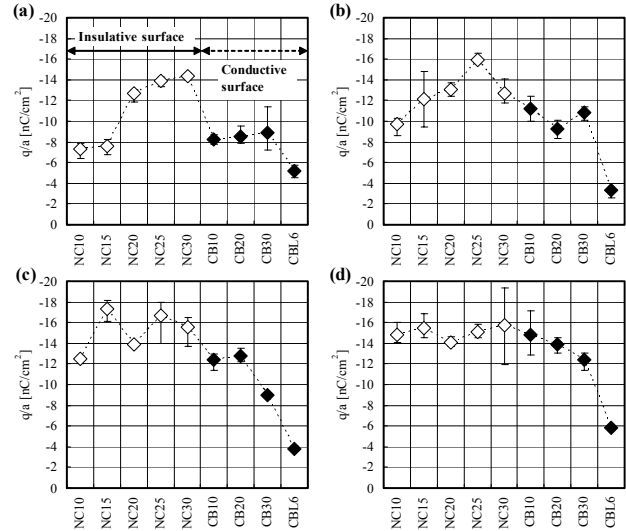 (a)
q/a [nC/cm²]
-20
-18
-16
-14
-12
-10
-8
-6
-4
-2
0
Insulative surface
Conductive
surface
NC10
NC15
NC20
NC25
NC30
CB10
CB20
CB30
CBL6
(b)
q/a [nC/cm²]
-20
-18
-16
-14
-12
-10
-8
-6
-4
-2
0
NC10
NC15
NC20
NC25
NC30
CB10
CB20
CB30
CBL6
(c)
q/a [nC/cm²]
-20
-18
-16
-14
-12
-10
-8
-6
-4
-2
0
NC10
NC15
NC20
NC25
NC30
CB10
CB20
CB30
CBL6
(d)
q/a [nC/cm²]
-20
-18
-16
-14
-12
-10
-8
-6
-4
-2
0
NC10
NC15
NC20
NC25
NC30
CB10
CB20
CB30
CBL6